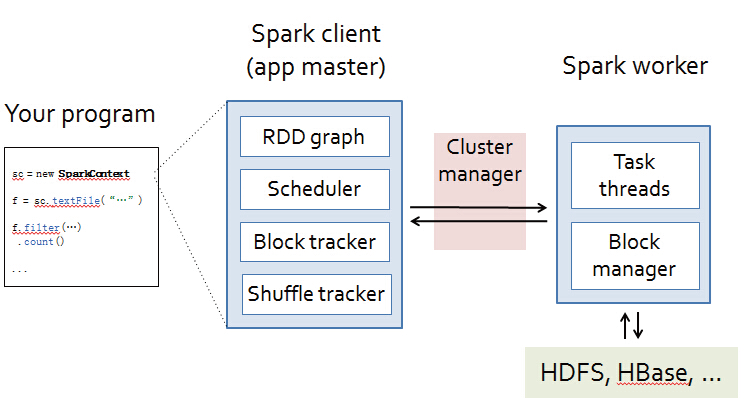 Spark client
(app master)
Spark worker
Your program
sc = new SparkContext
f = sc.textFile( “…” )
f.filter(…)
.count()
...
RDD graph
Scheduler
Block tracker
Shuffle tracker
Cluster
manager
Task
threads
Block
manager
HDFS, HBase, …